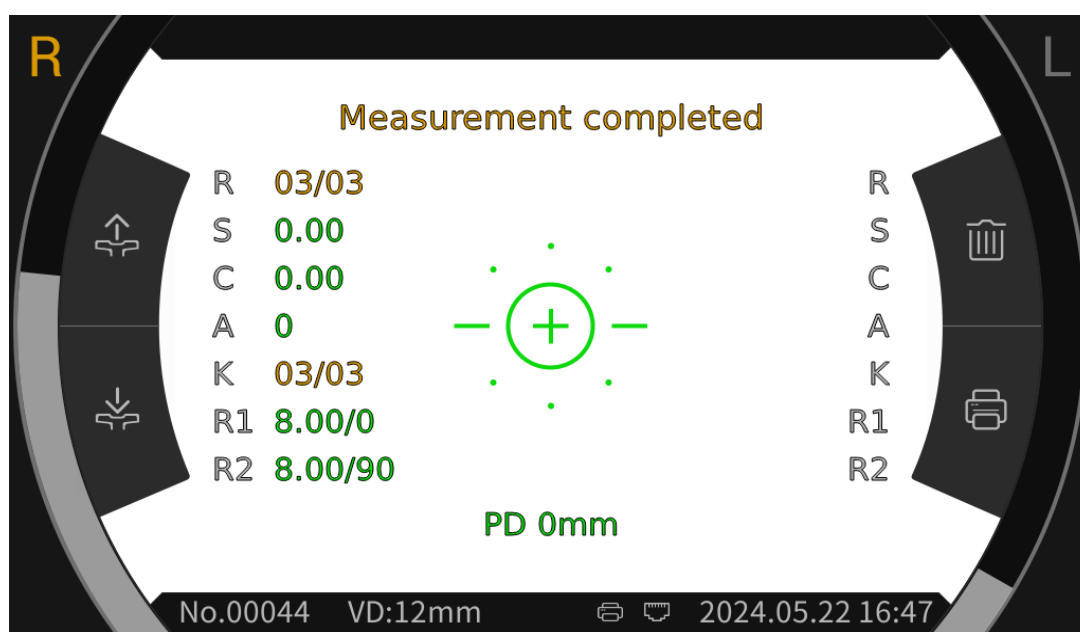 R L
Measurement completed
R 03/03 R
S 0.00 S
C 0.00 C
A 0 A
K 03/03 K
R1 8.00/0 R1
R2 8.00/90 R2
PD 0mm
No.00044 VD:12mm 2024.05.22 16:47